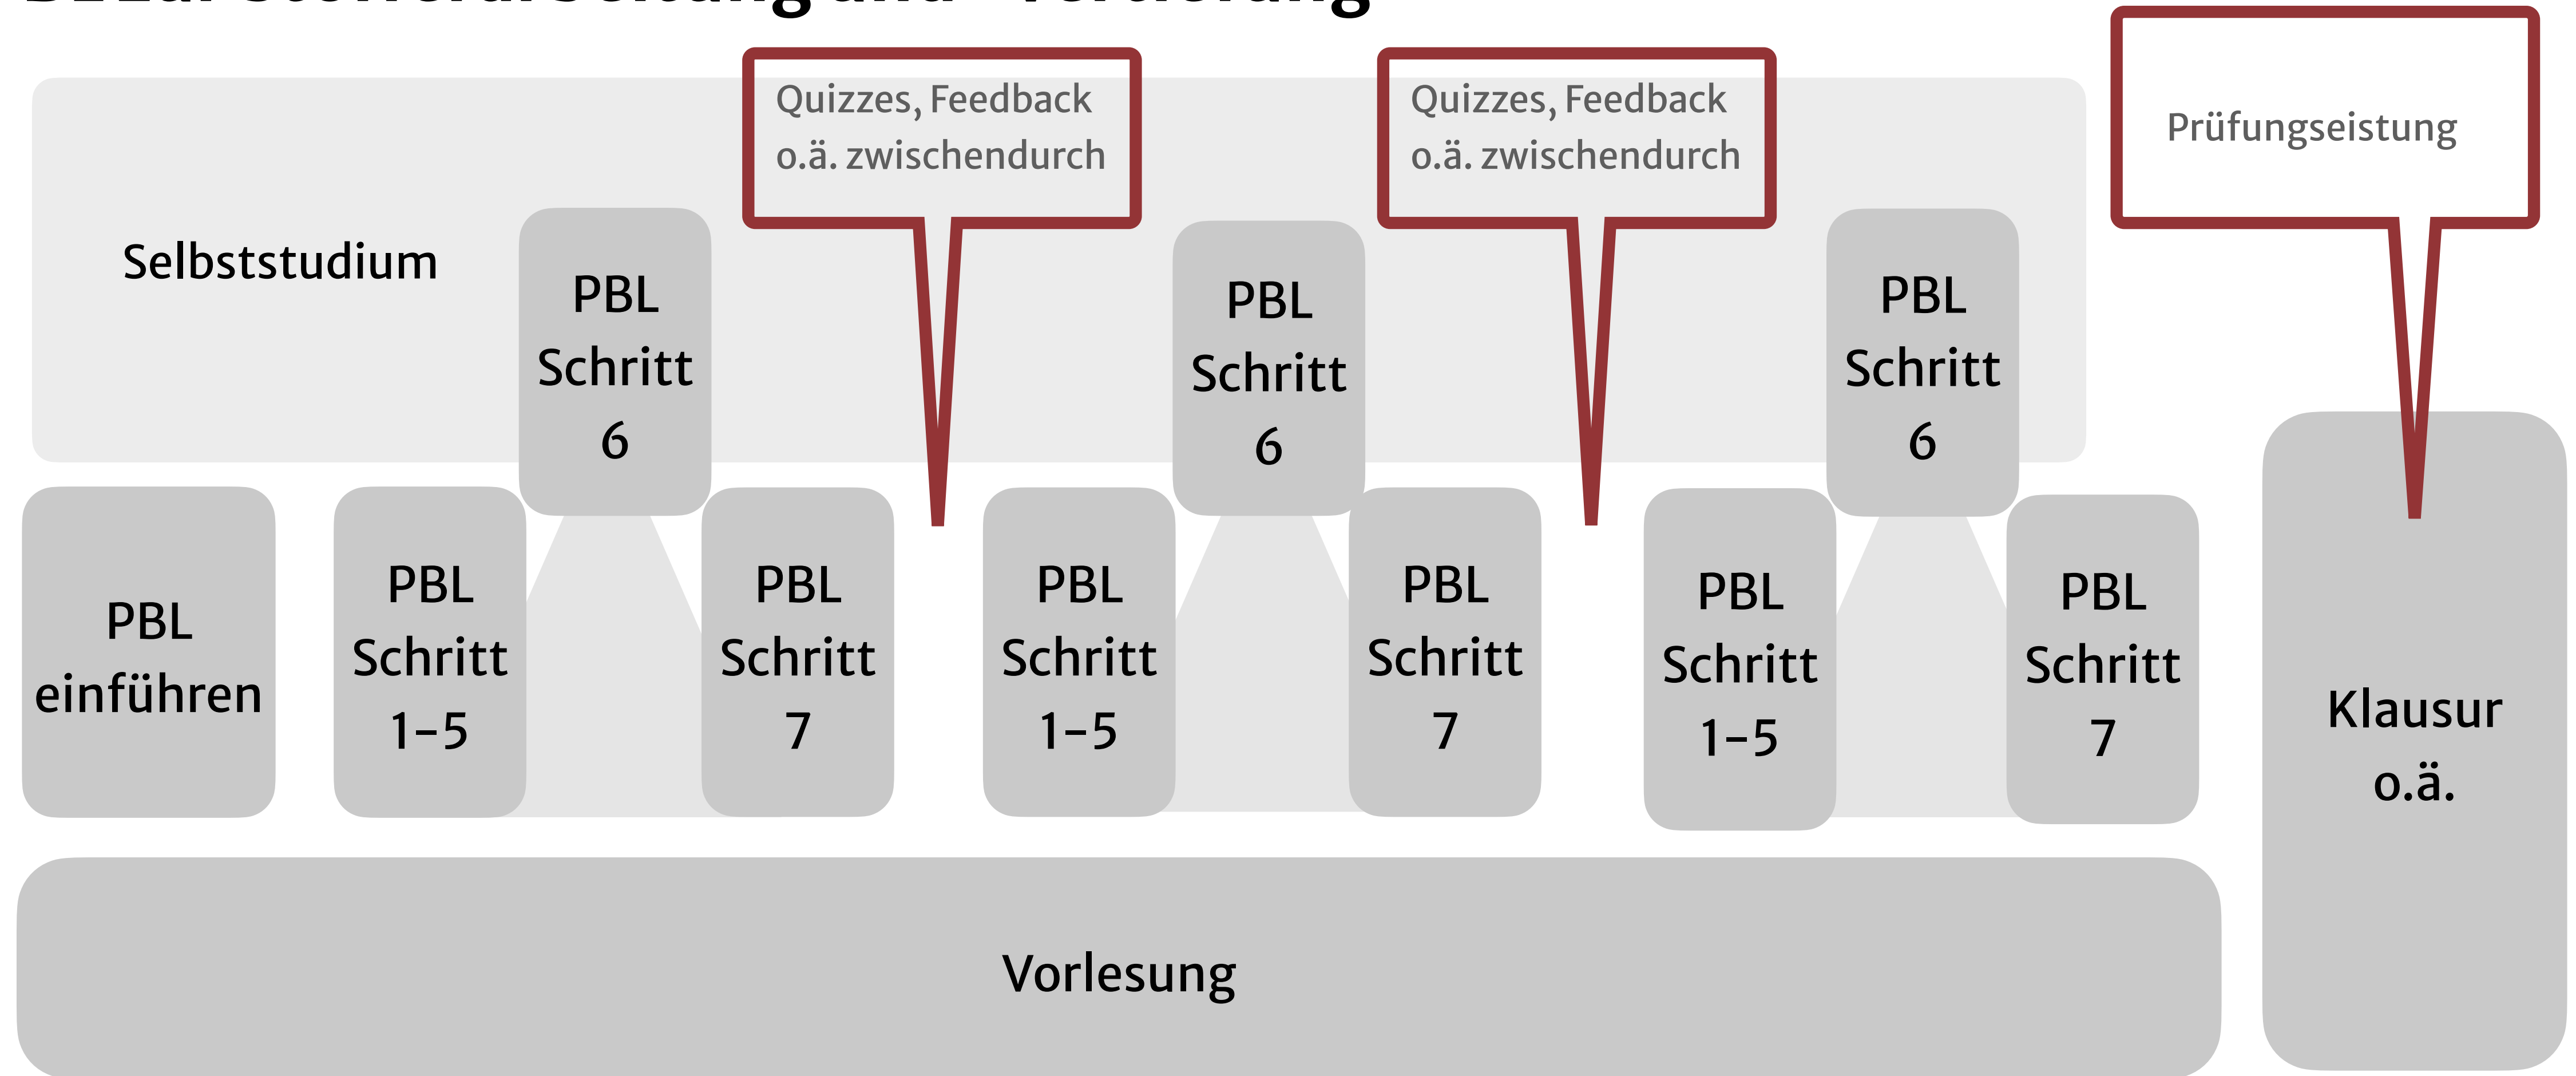 Quizzes, Feedback
o.ä. zwischendurch
Quizzes, Feedback
o.ä. zwischendurch
Prüfungseistung
Selbststudium
PBL
Schritt
6
PBL
Schritt
6
PBL
Schritt
6
PBL
einführen
PBL
Schritt
1-5
PBL
Schritt
7
PBL
Schritt
1-5
PBL
Schritt
7
PBL
Schritt
1-5
PBL
Schritt
7
Klausur
o.ä.
Vorlesung